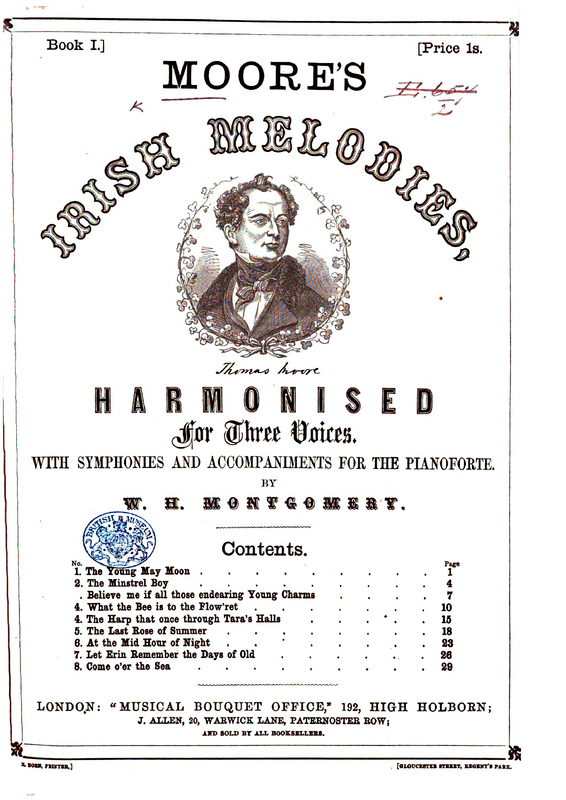 Book I.]
[Price 1s.
MOORE'S
IRISH MELODIES,
Thomas Moore
HARMONISED
For Three Voices.
WITH SYMPHONIES AND ACCOMPANIMENTS FOR THE PIANOFORTE.
BY
W. H. MONTGOMERY.
BRITISH MUSEUM
Contents.
No. Page
1. The Young May Moon . . . . . . . . . . 1
2. The Minstrel Boy . . . . . . . . . . 4
. Believe me if all those endearing Young Charms . . . . 7
4. What the Bee is to the Flow'ret . . . . . . . 10
4. The Harp that once through Tara's Halls . . . . . 15
5. The Last Rose of Summer . . . . . . . . 18
6. At the Mid Hour of Night . . . . . . . . 23
7. Let Erin Remember the Days of Old . . . . . . 26
8. Come o'er the Sea . . . . . . . . . 29
LONDON: "MUSICAL BOUQUET OFFICE," 192, HIGH HOLBORN;
J. ALLEN, 20, WARWICK LANE, PATERNOSTER ROW;
AND SOLD BY ALL BOOKSELLERS.
PRINTER,]
[GLOUCESTER STREET, REGENT'S PARK.